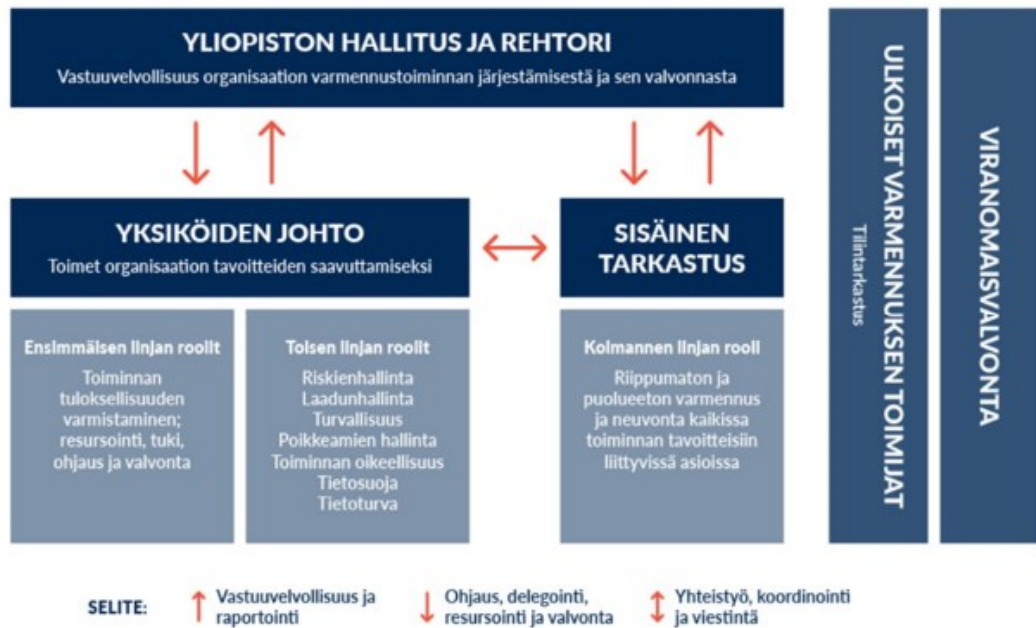 YLIOPISTON HALLITUS JA REHTORI
Vastuuvelvollisuus organisaation varmennustoiminnan järjestämisestä ja sen valvonnasta
YKSIKÖIDEN JOHTO
Toimet organisaation tavoitteiden saavuttamiseksi
SISÄINEN
TARKASTUS
Ensimmäisen linjan roolit
Toiminnan
tuloksellisuuden
varmistaminen;
resursointi, tuki,
ohjaus ja valvonta
Toisen linjan roolit
Riskienhallinta
Laadunhallinta
Turvallisuus
Poikkeamien hallinta
Toiminnan oikeellisuus
Tietosuoja
Tietoturva
Kolmannen linjan rooli
Riippumaton ja
puolueeton varmennus
ja neuvonta kaikissa
toiminnan tavoitteisiin
liittyvissä asioissa
ULKOISET VARMENNUKSEN TOIMIJAT
Tilintarkastus
VIRANOMAISVALVONTA
SELITE:
Vastuuvelvollisuus ja
raportointi
Ohjaus, delegointi,
resursointi ja valvonta
Yhteistyö, koordinointi
ja viestintä